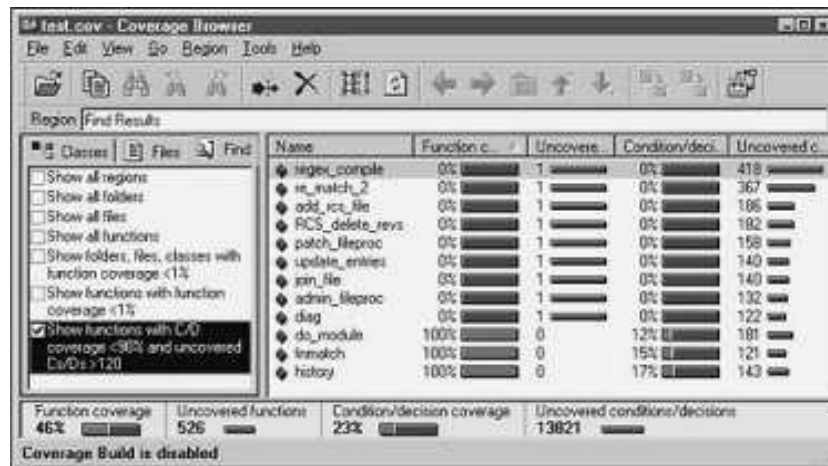 test.cov - Coverage Browser
File Edit View Go Region Tools Help
Region Find Results
Classes Files Find
Show all regions
Show all folders
Show all files
Show all functions
Show folders, files, classes with
function coverage <1%
Show functions with function
coverage <1%
Show functions with C/D
coverage <98% and uncovered
Cs/Ds >120
Name Function c... Uncovere... Condition/deci... Uncovered c...
regex_compile 0% 1 0% 418
re_match_2 0% 1 0% 367
add_rcs_file 0% 1 0% 186
RCS_delete_revs 0% 1 0% 182
patch_fileproc 0% 1 0% 158
update_entries 0% 1 0% 140
join_file 0% 1 0% 140
admin_fileproc 0% 1 0% 132
diag 0% 1 0% 122
do_module 100% 0 12% 181
fnmatch 100% 0 15% 121
history 100% 0 17% 143
Function coverage Uncovered functions Condition/decision coverage Uncovered conditions/decisions
46% 526 23% 13821
Coverage Build is disabled